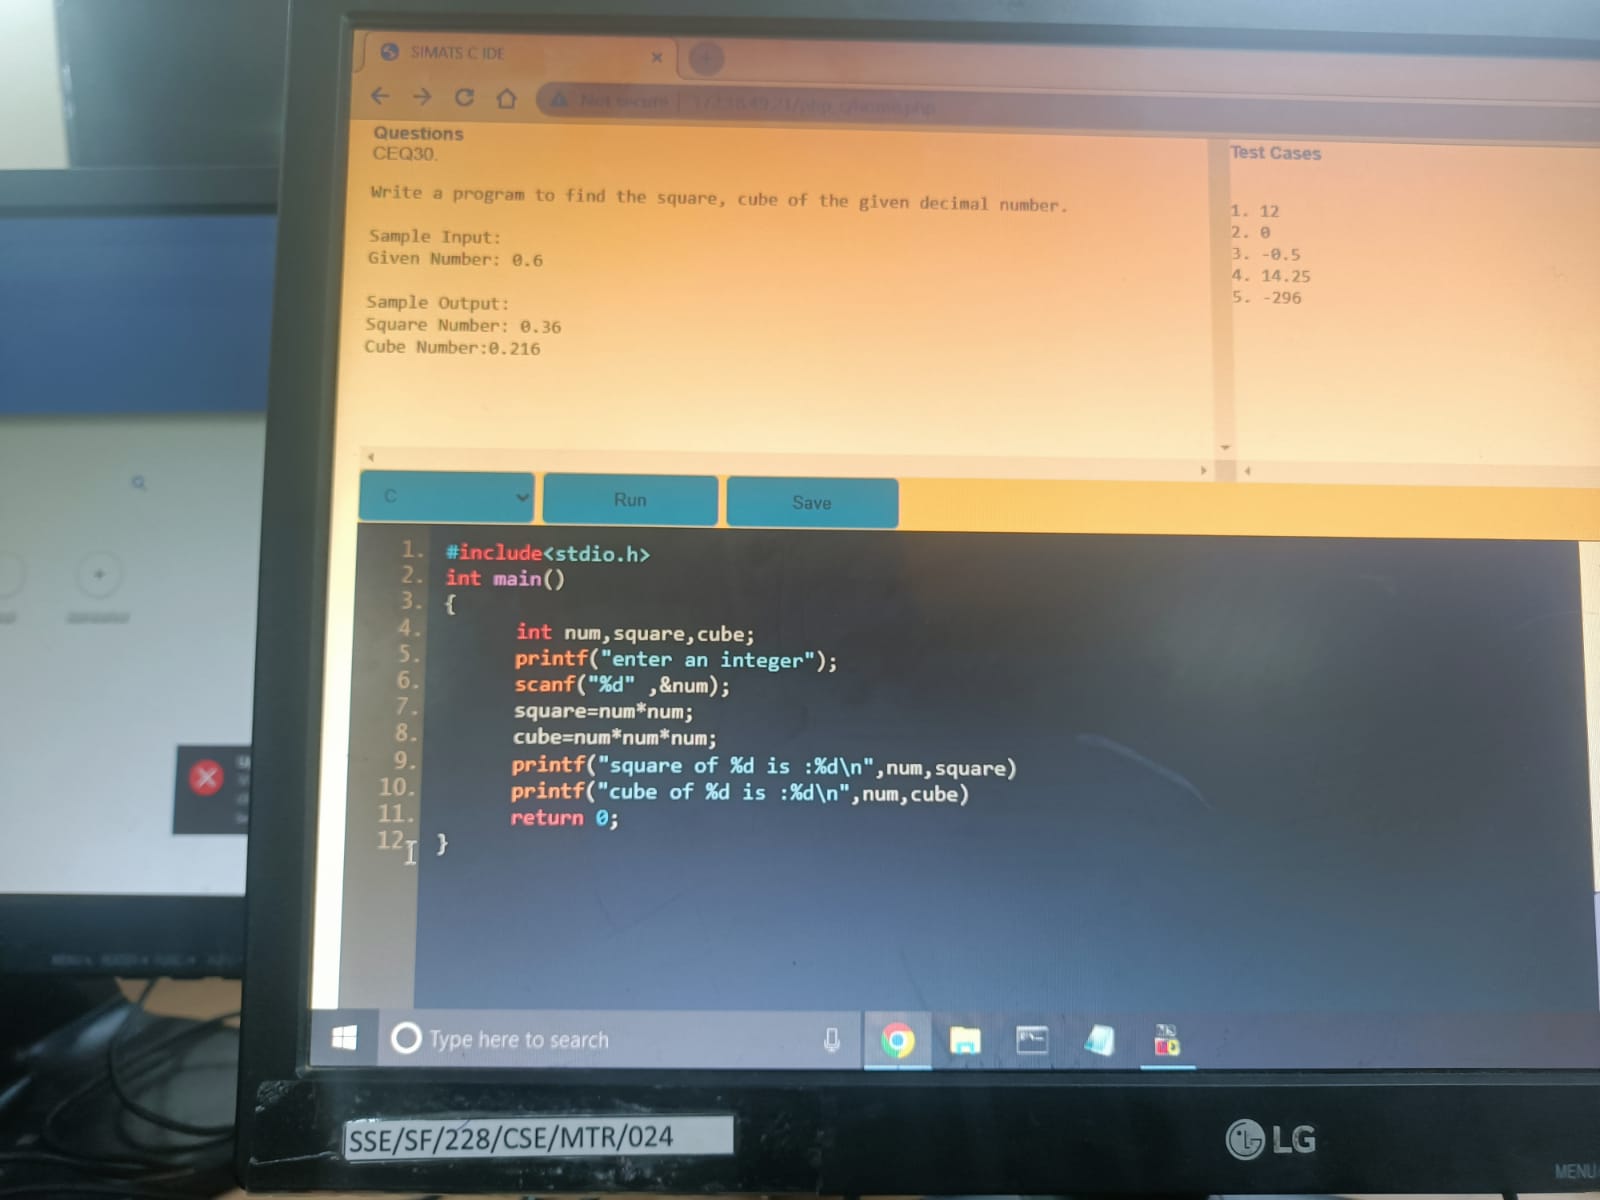 SIMATS C IDE
Not secure
Questions
CEQ30.
Write a program to find the square, cube of the given decimal number.
Sample Input:
Given Number: 0.6
Sample Output:
Square Number: 0.36
Cube Number:0.216
Test Cases
1. 12
2. 0
3. -0.5
4. 14.25
5. -296
C
Run
Save
1. #include<stdio.h>
2. int main()
3. {
4. int num,square,cube;
5. printf("enter an integer");
6. scanf("%d" ,&num);
7. square=num*num;
8. cube=num*num*num;
9. printf("square of %d is :%d\n",num,square)
10. printf("cube of %d is :%d\n",num,cube)
11. return 0;
12. }
Type here to search
SSE/SF/228/CSE/MTR/024
LG
MENU